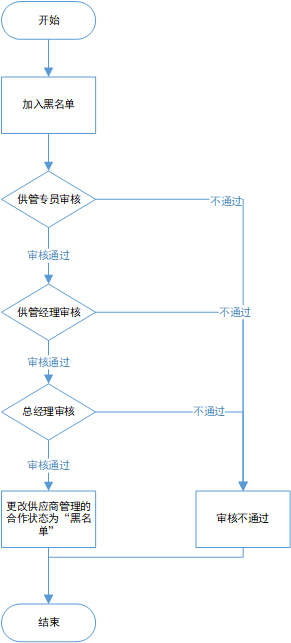 开始
加入黑名单
供管专员审核
不通过
审核通过
供管经理审核
不通过
审核通过
总经理审核
不通过
审核通过
更改供应商管理的
合作状态为“黑名
单”
审核不通过
结束